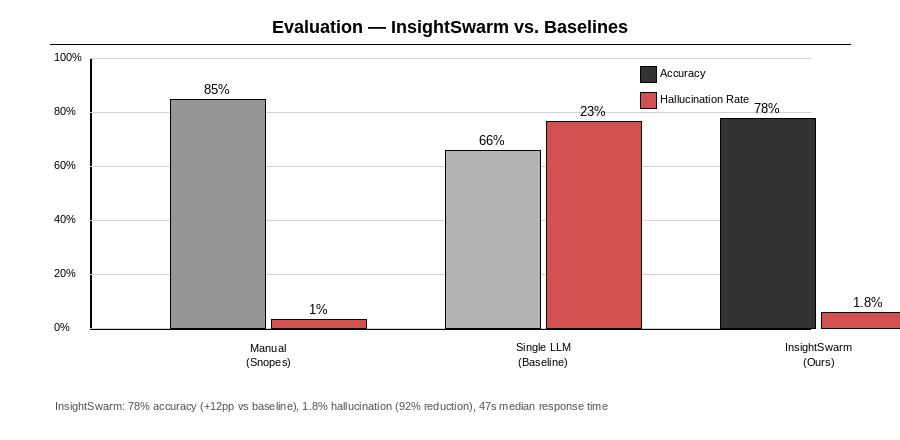 Evaluation — InsightSwarm vs. Baselines
100%
80%
60%
40%
20%
0%
Accuracy
Hallucination Rate
85%
1%
66%
23%
78%
1.8%
Manual
(Snopes)
Single LLM
(Baseline)
InsightSwarm
(Ours)
InsightSwarm: 78% accuracy (+12pp vs baseline), 1.8% hallucination (92% reduction), 47s median response time